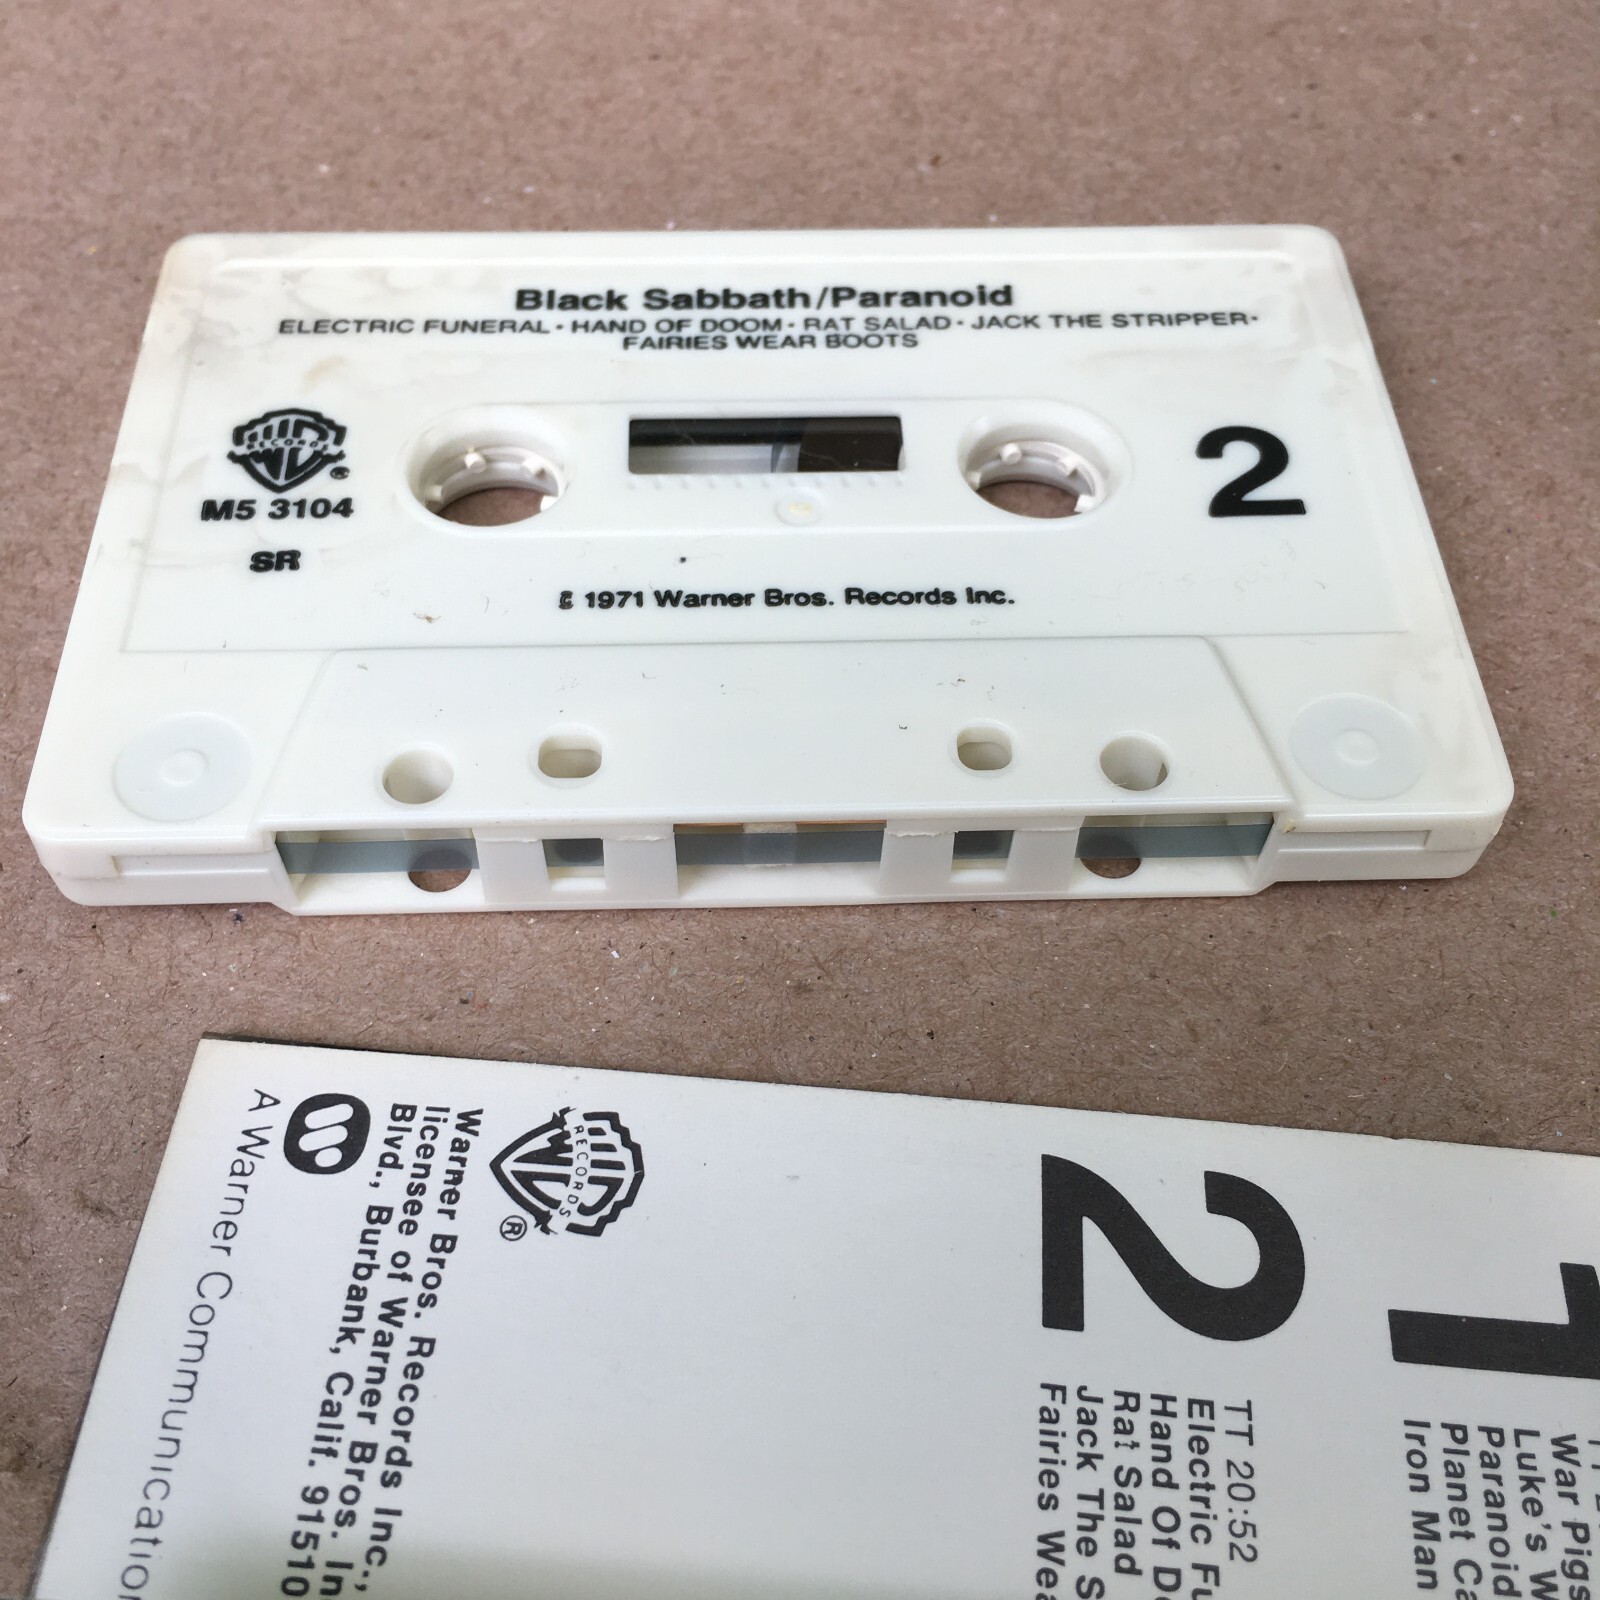 Black Sabbath/Paranoid
ELECTRIC FUNERAL • HAND OF DOOM • RAT SALAD • JACK THE STRIPPER •
FAIRIES WEAR BOOTS
RECORDS
®
M5 3104
SR
2
1971 Warner Bros. Records Inc.
1
War Pigs
Luke's W
Paranoid
Planet Ca
Iron Man
2
TT 20:52
Electric Fu
Hand Of Do
Rat Salad
Jack The S
Fairies Wea
RECORDS
®
Warner Bros. Records Inc.,
licensee of Warner Bros. In
Blvd., Burbank, Calif. 91510
A Warner Communication